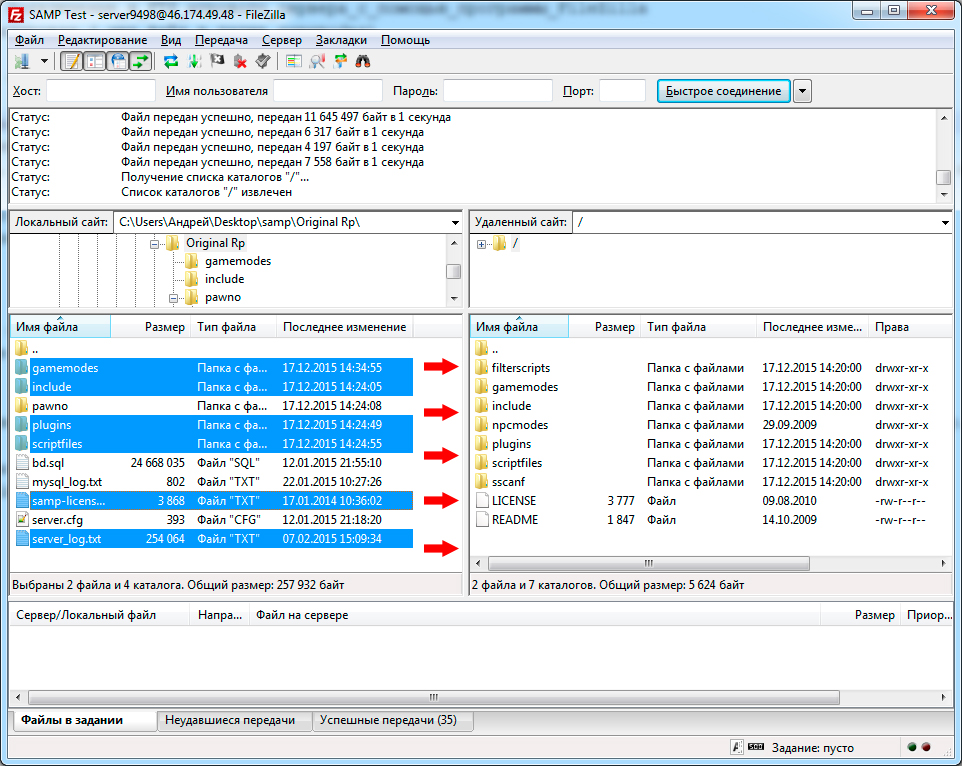 SAMP Test - server9498@46.174.49.48 - FileZilla
Файл Редактирование Вид Передача Сервер Закладки Помощь
Хост: Имя пользователя Пароль: Порт: Быстрое соединение
Статус: Файл передан успешно, передан 11 645 497 байт в 1 секунда
Статус: Файл передан успешно, передан 6 317 байт в 1 секунда
Статус: Файл передан успешно, передан 4 197 байт в 1 секунда
Статус: Файл передан успешно, передан 7 558 байт в 1 секунда
Статус: Получение списка каталогов "/"...
Статус: Список каталогов "/" извлечен
Локальный сайт: C:\Users\Андрей\Desktop\samp\Original Rp\
Original Rp
gamemodes
include
pawno
Имя файла Размер Тип файла Последнее изменение
..
gamemodes Папка с фа... 17.12.2015 14:34:55
include Папка с фа... 17.12.2015 14:24:05
pawno Папка с фа... 17.12.2015 14:24:08
plugins Папка с фа... 17.12.2015 14:24:49
scriptfiles Папка с фа... 17.12.2015 14:24:55
bd.sql 24 668 035 Файл "SQL" 12.01.2015 21:55:10
mysql_log.txt 802 Файл "TXT" 22.01.2015 10:27:26
samp-licens... 3 868 Файл "TXT" 17.01.2014 10:36:02
server.cfg 393 Файл "CFG" 12.01.2015 21:18:20
server_log.txt 254 064 Файл "TXT" 07.02.2015 15:09:34
Выбраны 2 файла и 4 каталога. Общий размер: 257 932 байт
Удаленный сайт: /
/
Имя файла Размер Тип файла Последнее изме... Права
..
filterscripts Папка с файлами 17.12.2015 14:20:00 drwxr-xr-x
gamemodes Папка с файлами 17.12.2015 14:20:00 drwxr-xr-x
include Папка с файлами 17.12.2015 14:20:00 drwxr-xr-x
npcmodes Папка с файлами 29.09.2009 drwxr-xr-x
plugins Папка с файлами 17.12.2015 14:20:00 drwxr-xr-x
scriptfiles Папка с файлами 17.12.2015 14:20:00 drwxr-xr-x
sscanf Папка с файлами 17.12.2015 14:20:00 drwxr-xr-x
LICENSE 3 777 Файл 09.08.2010 -rw-r--r--
README 1 847 Файл 14.10.2009 -rw-r--r--
2 файла и 7 каталогов. Общий размер: 5 624 байт
Сервер/Локальный файл Напра... Файл на сервере Размер Приор...
Файлы в задании Неудавшиеся передачи Успешные передачи (35)
Задание: пусто